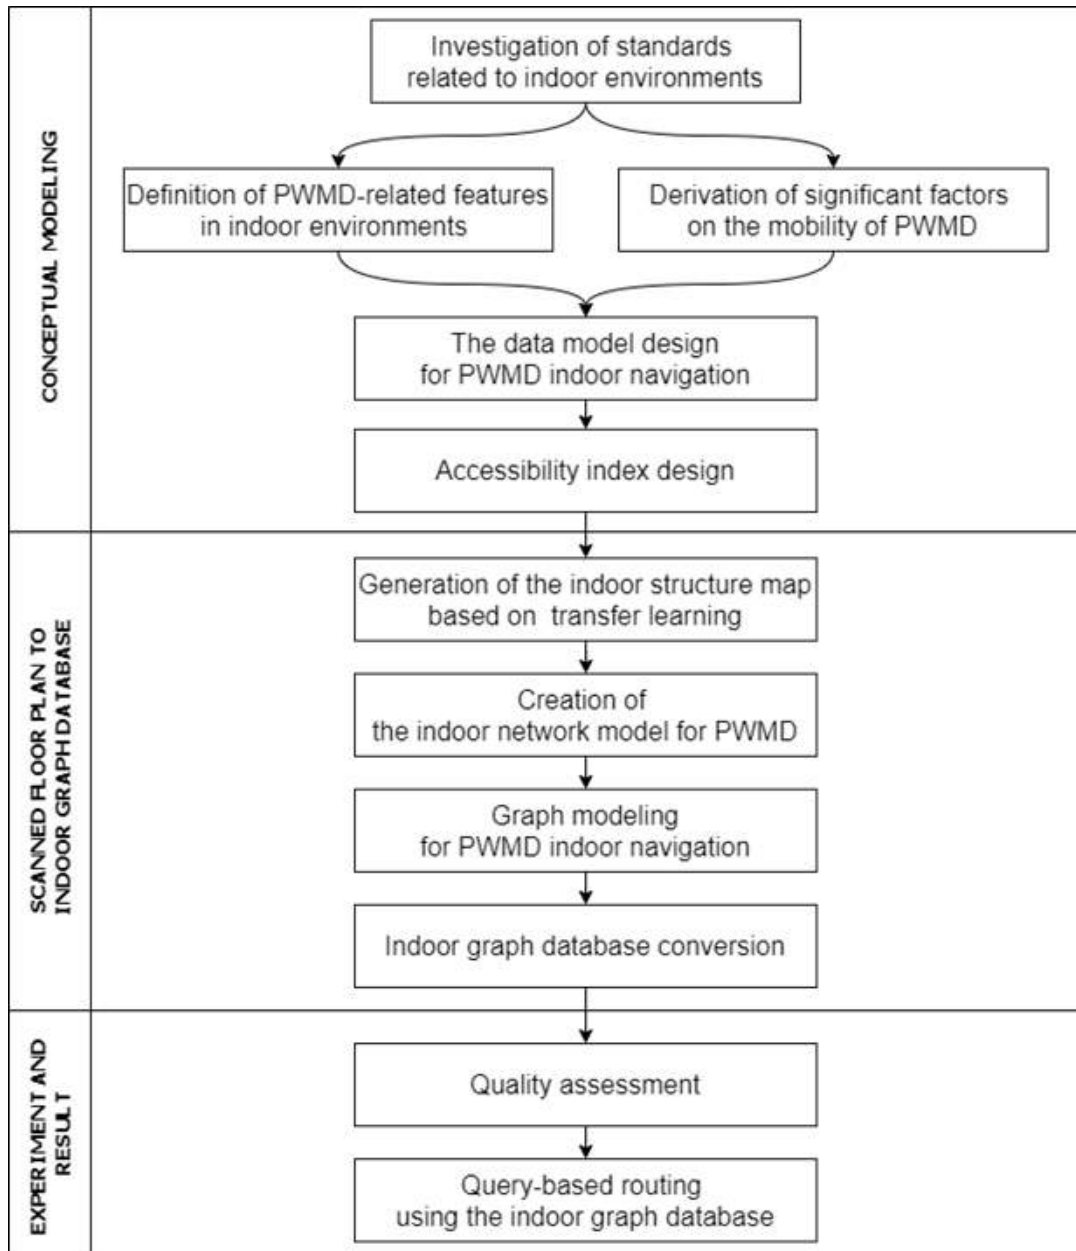 CONCEPTUAL MODELING
Investigation of standards
related to indoor environments
Definition of PWMD-related features
in indoor environments
Derivation of significant factors
on the mobility of PWMD
The data model design
for PWMD indoor navigation
Accessibility index design
SCANNED FLOOR PLAN TO
INDOOR GRAPH DATABASE
Generation of the indoor structure map
based on transfer learning
Creation of
the indoor network model for PWMD
Graph modeling
for PWMD indoor navigation
Indoor graph database conversion
EXPERIMENT AND
RESULT
Quality assessment
Query-based routing
using the indoor graph database